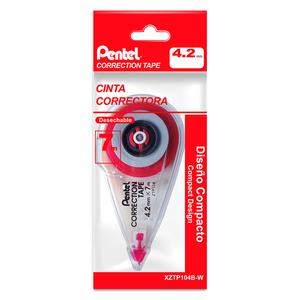 Pentel
CORRECTION TAPE
4.2mm
CINTA
CORRECTORA
Desechable
7m
Pentel
CORRECTION
TAPE
4.2mm x 7m
Diseño Compacto
Compact Design
XZTP104B-W